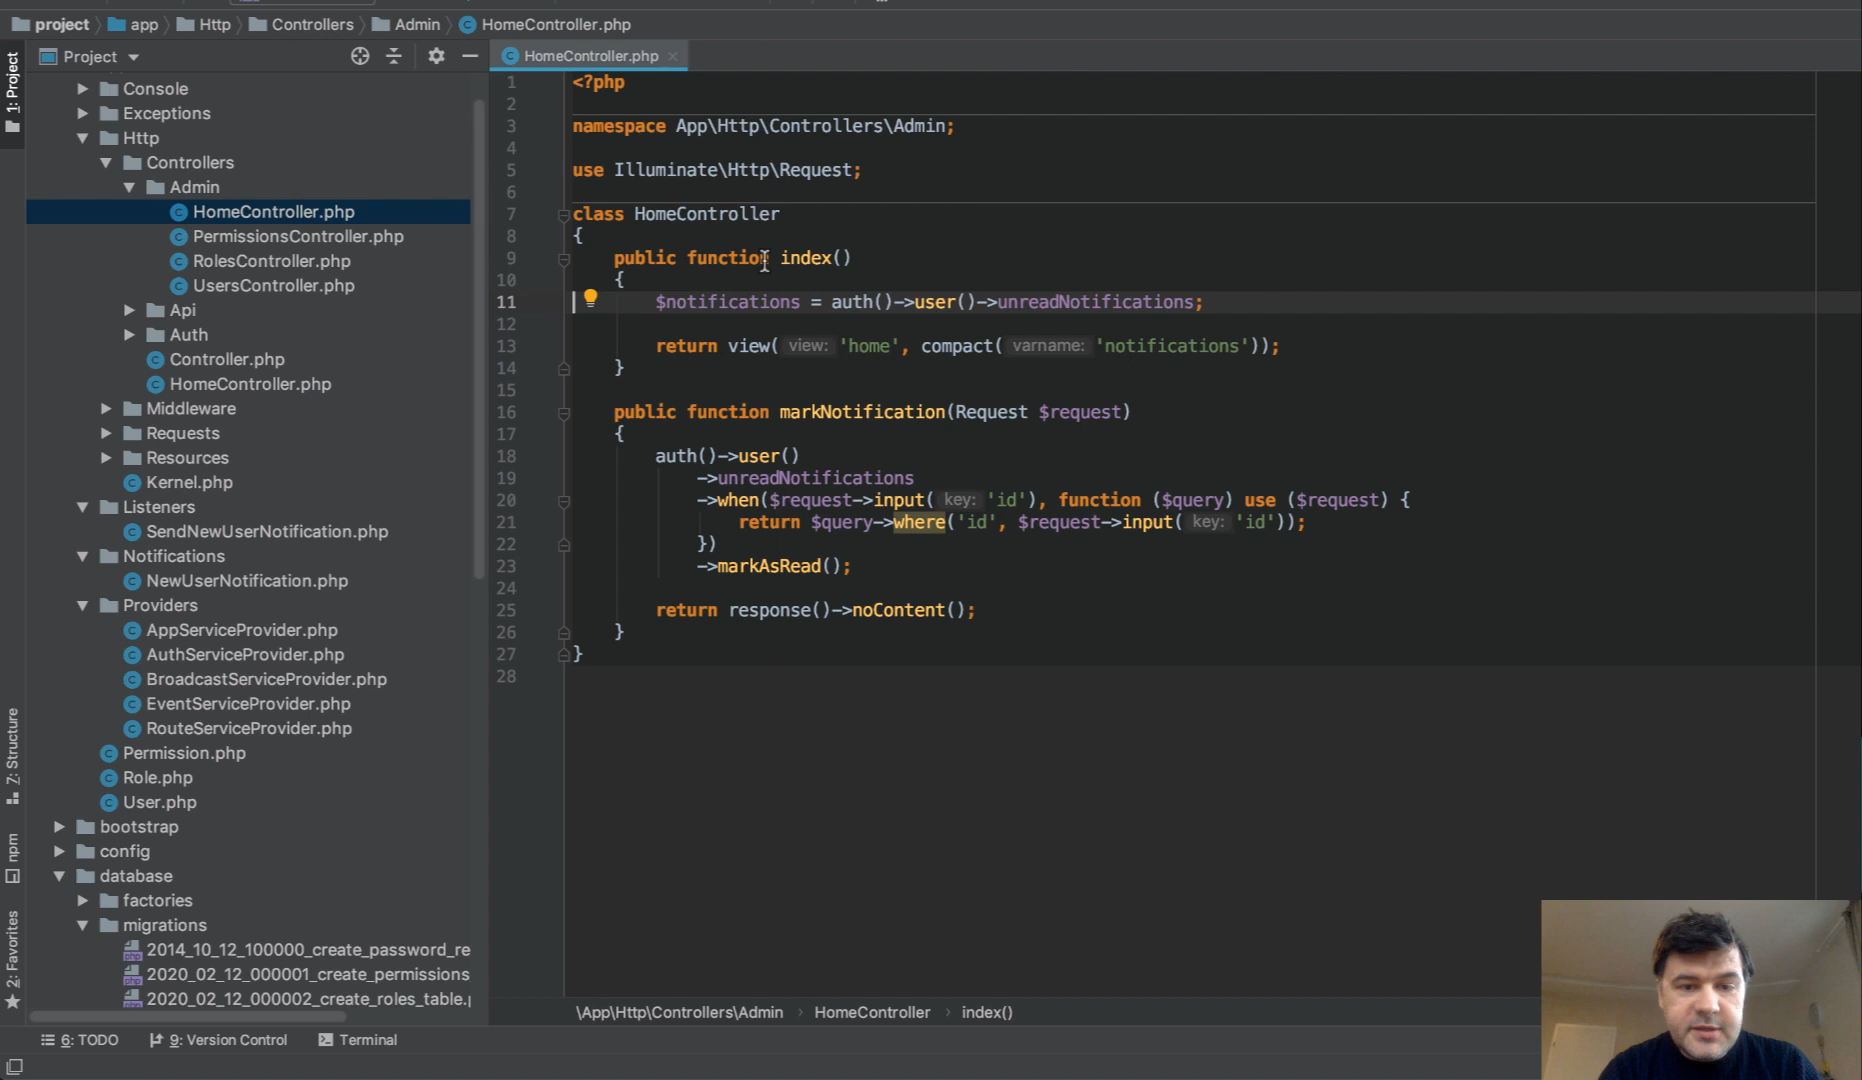 project app Http Controllers Admin HomeController.php
1: Project
Project
HomeController.php
Console
Exceptions
Http
Controllers
Admin
HomeController.php
PermissionsController.php
RolesController.php
UsersController.php
Api
Auth
Controller.php
HomeController.php
Middleware
Requests
Resources
Kernel.php
Listeners
SendNewUserNotification.php
Notifications
NewUserNotification.php
Providers
AppServiceProvider.php
AuthServiceProvider.php
BroadcastServiceProvider.php
EventServiceProvider.php
RouteServiceProvider.php
Permission.php
Role.php
User.php
bootstrap
config
database
factories
migrations
2014_10_12_100000_create_password_re
2020_02_12_000001_create_permissions
2020_02_12_000002_create_roles_table.p
7: Structure
npm
2: Favorites
1 <?php
2
3 namespace App\Http\Controllers\Admin;
4
5 use Illuminate\Http\Request;
6
7 class HomeController
8 {
9 public function index()
10 {
11 $notifications = auth()->user()->unreadNotifications;
12
13 return view( view: 'home', compact( varname: 'notifications'));
14 }
15
16 public function markNotification(Request $request)
17 {
18 auth()->user()
19 ->unreadNotifications
20 ->when($request->input( key: 'id'), function ($query) use ($request) {
21 return $query->where('id', $request->input( key: 'id'));
22 })
23 ->markAsRead();
24
25 return response()->noContent();
26 }
27 }
28
\App\Http\Controllers\Admin › HomeController › index()
6: TODO 9: Version Control Terminal